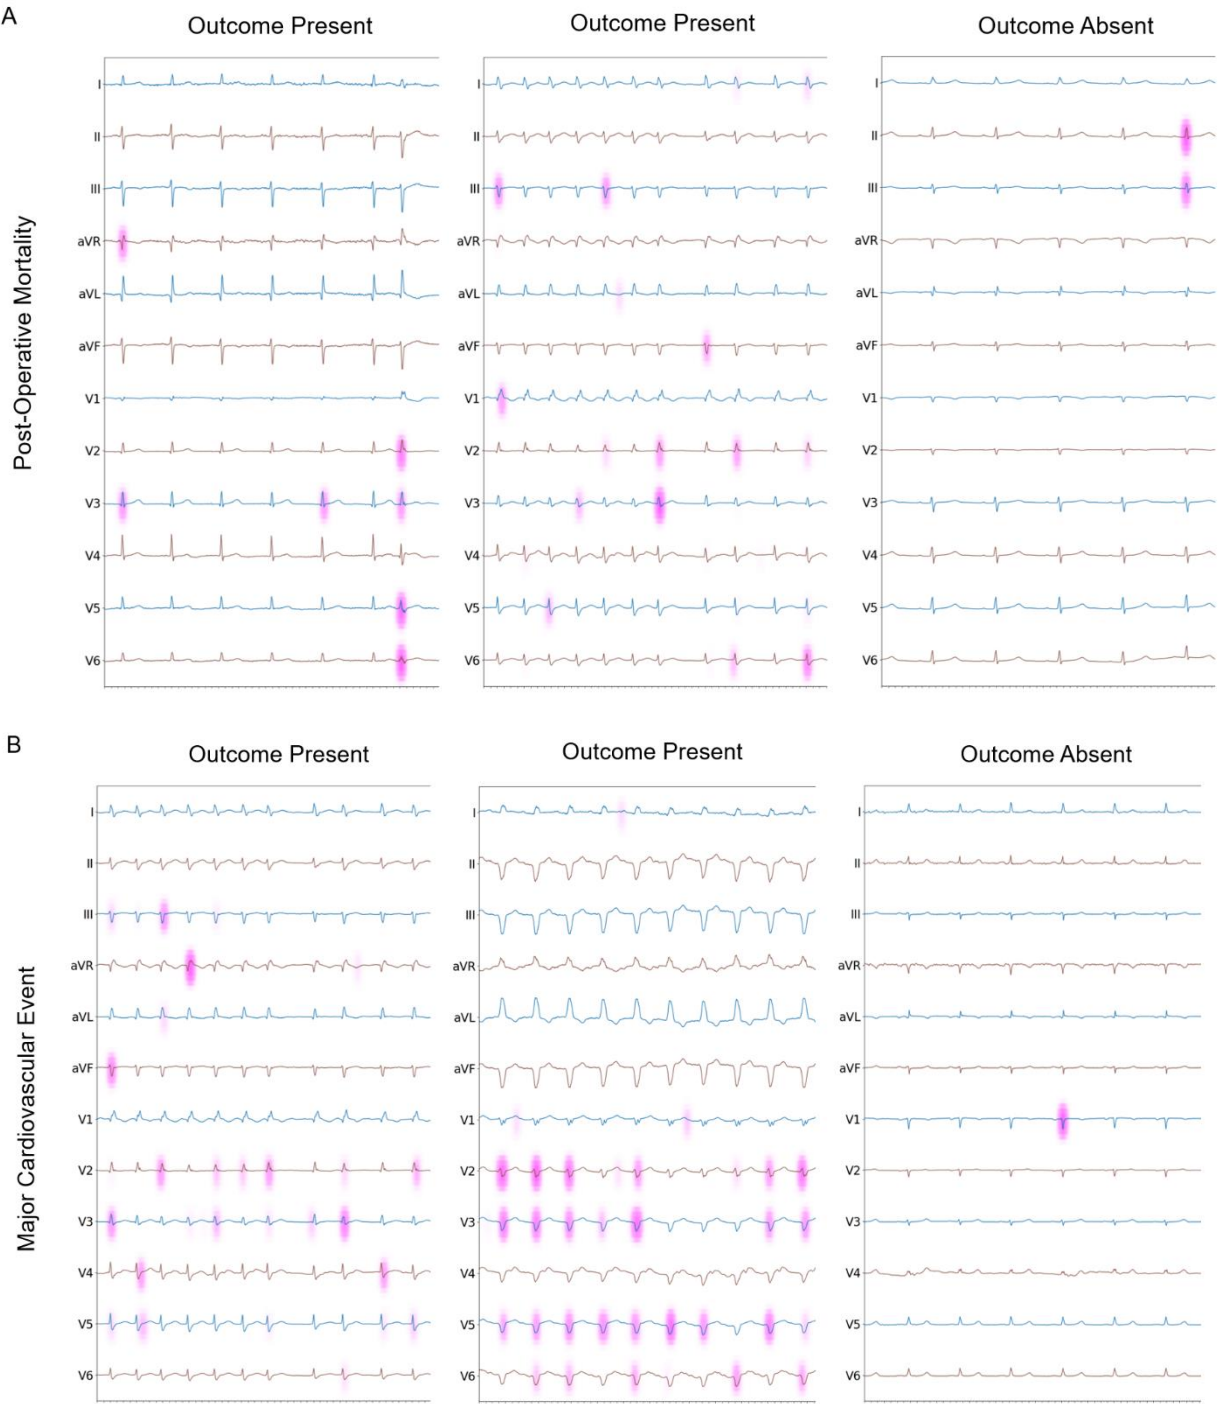 A
Outcome Present
Outcome Present
Outcome Absent
Post-Operative Mortality
I
II
III
aVR
aVL
aVF
V1
V2
V3
V4
V5
V6
I
II
III
aVR
aVL
aVF
V1
V2
V3
V4
V5
V6
I
II
III
aVR
aVL
aVF
V1
V2
V3
V4
V5
V6
B
Outcome Present
Outcome Present
Outcome Absent
Major Cardiovascular Event
I
II
III
aVR
aVL
aVF
V1
V2
V3
V4
V5
V6
I
II
III
aVR
aVL
aVF
V1
V2
V3
V4
V5
V6
I
II
III
aVR
aVL
aVF
V1
V2
V3
V4
V5
V6